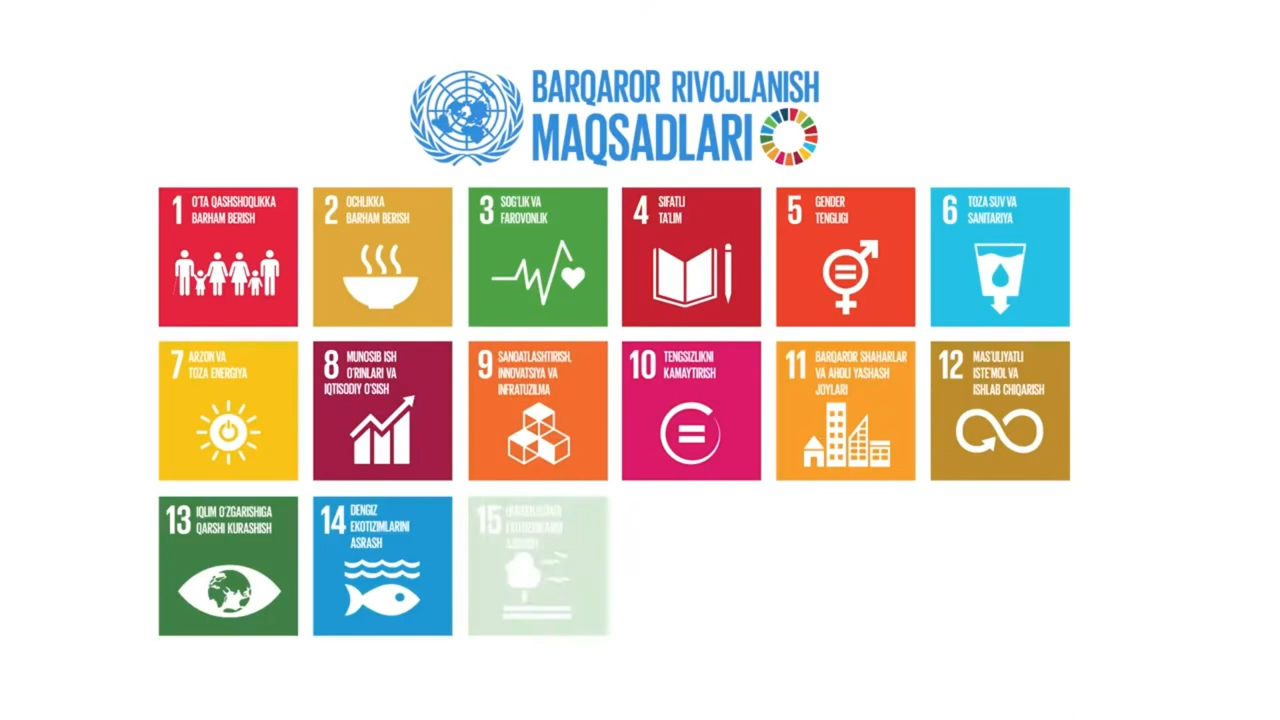 BARQAROR RIVOJLANISH
MAQSADLARI
1 O'TA QASHSHOQLIKKA
BARHAM BERISH
2 OCHLIKKA
BARHAM BERISH
3 SOG'LIK VA
FAROVONLIK
4 SIFATLI
TA'LIM
5 GENDER
TENGLIGI
6 TOZA SUV VA
SANITARIYA
7 ARZON VA
TOZA ENERGIYA
8 MUNOSIB ISH
O'RINLARI VA
IQTISODIY O'SISH
9 SANOATLASHTIRISH,
INNOVATSIYA VA
INFRATUZILMA
10 TENGSIZLIKNI
KAMAYTIRISH
11 BARQAROR SHAHARLAR
VA AHOLI YASHASH
JOYLARI
12 MAS'ULIYATLI
ISTE'MOL VA
ISHLAB CHIQARISH
13 IQLIM O'ZGARISHIGA
QARSHI KURASHISH
14 DENGIZ
EKOTIZIMLARINI
ASRASH
15